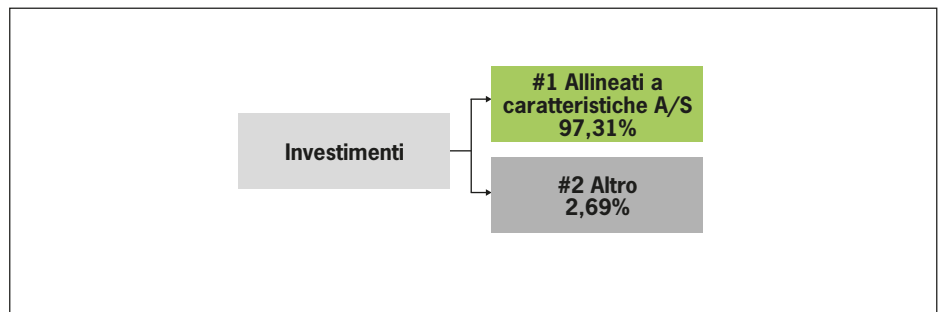 Investimenti
#1 Allineati a
caratteristiche A/S
97,31%
#2 Altro
2,69%